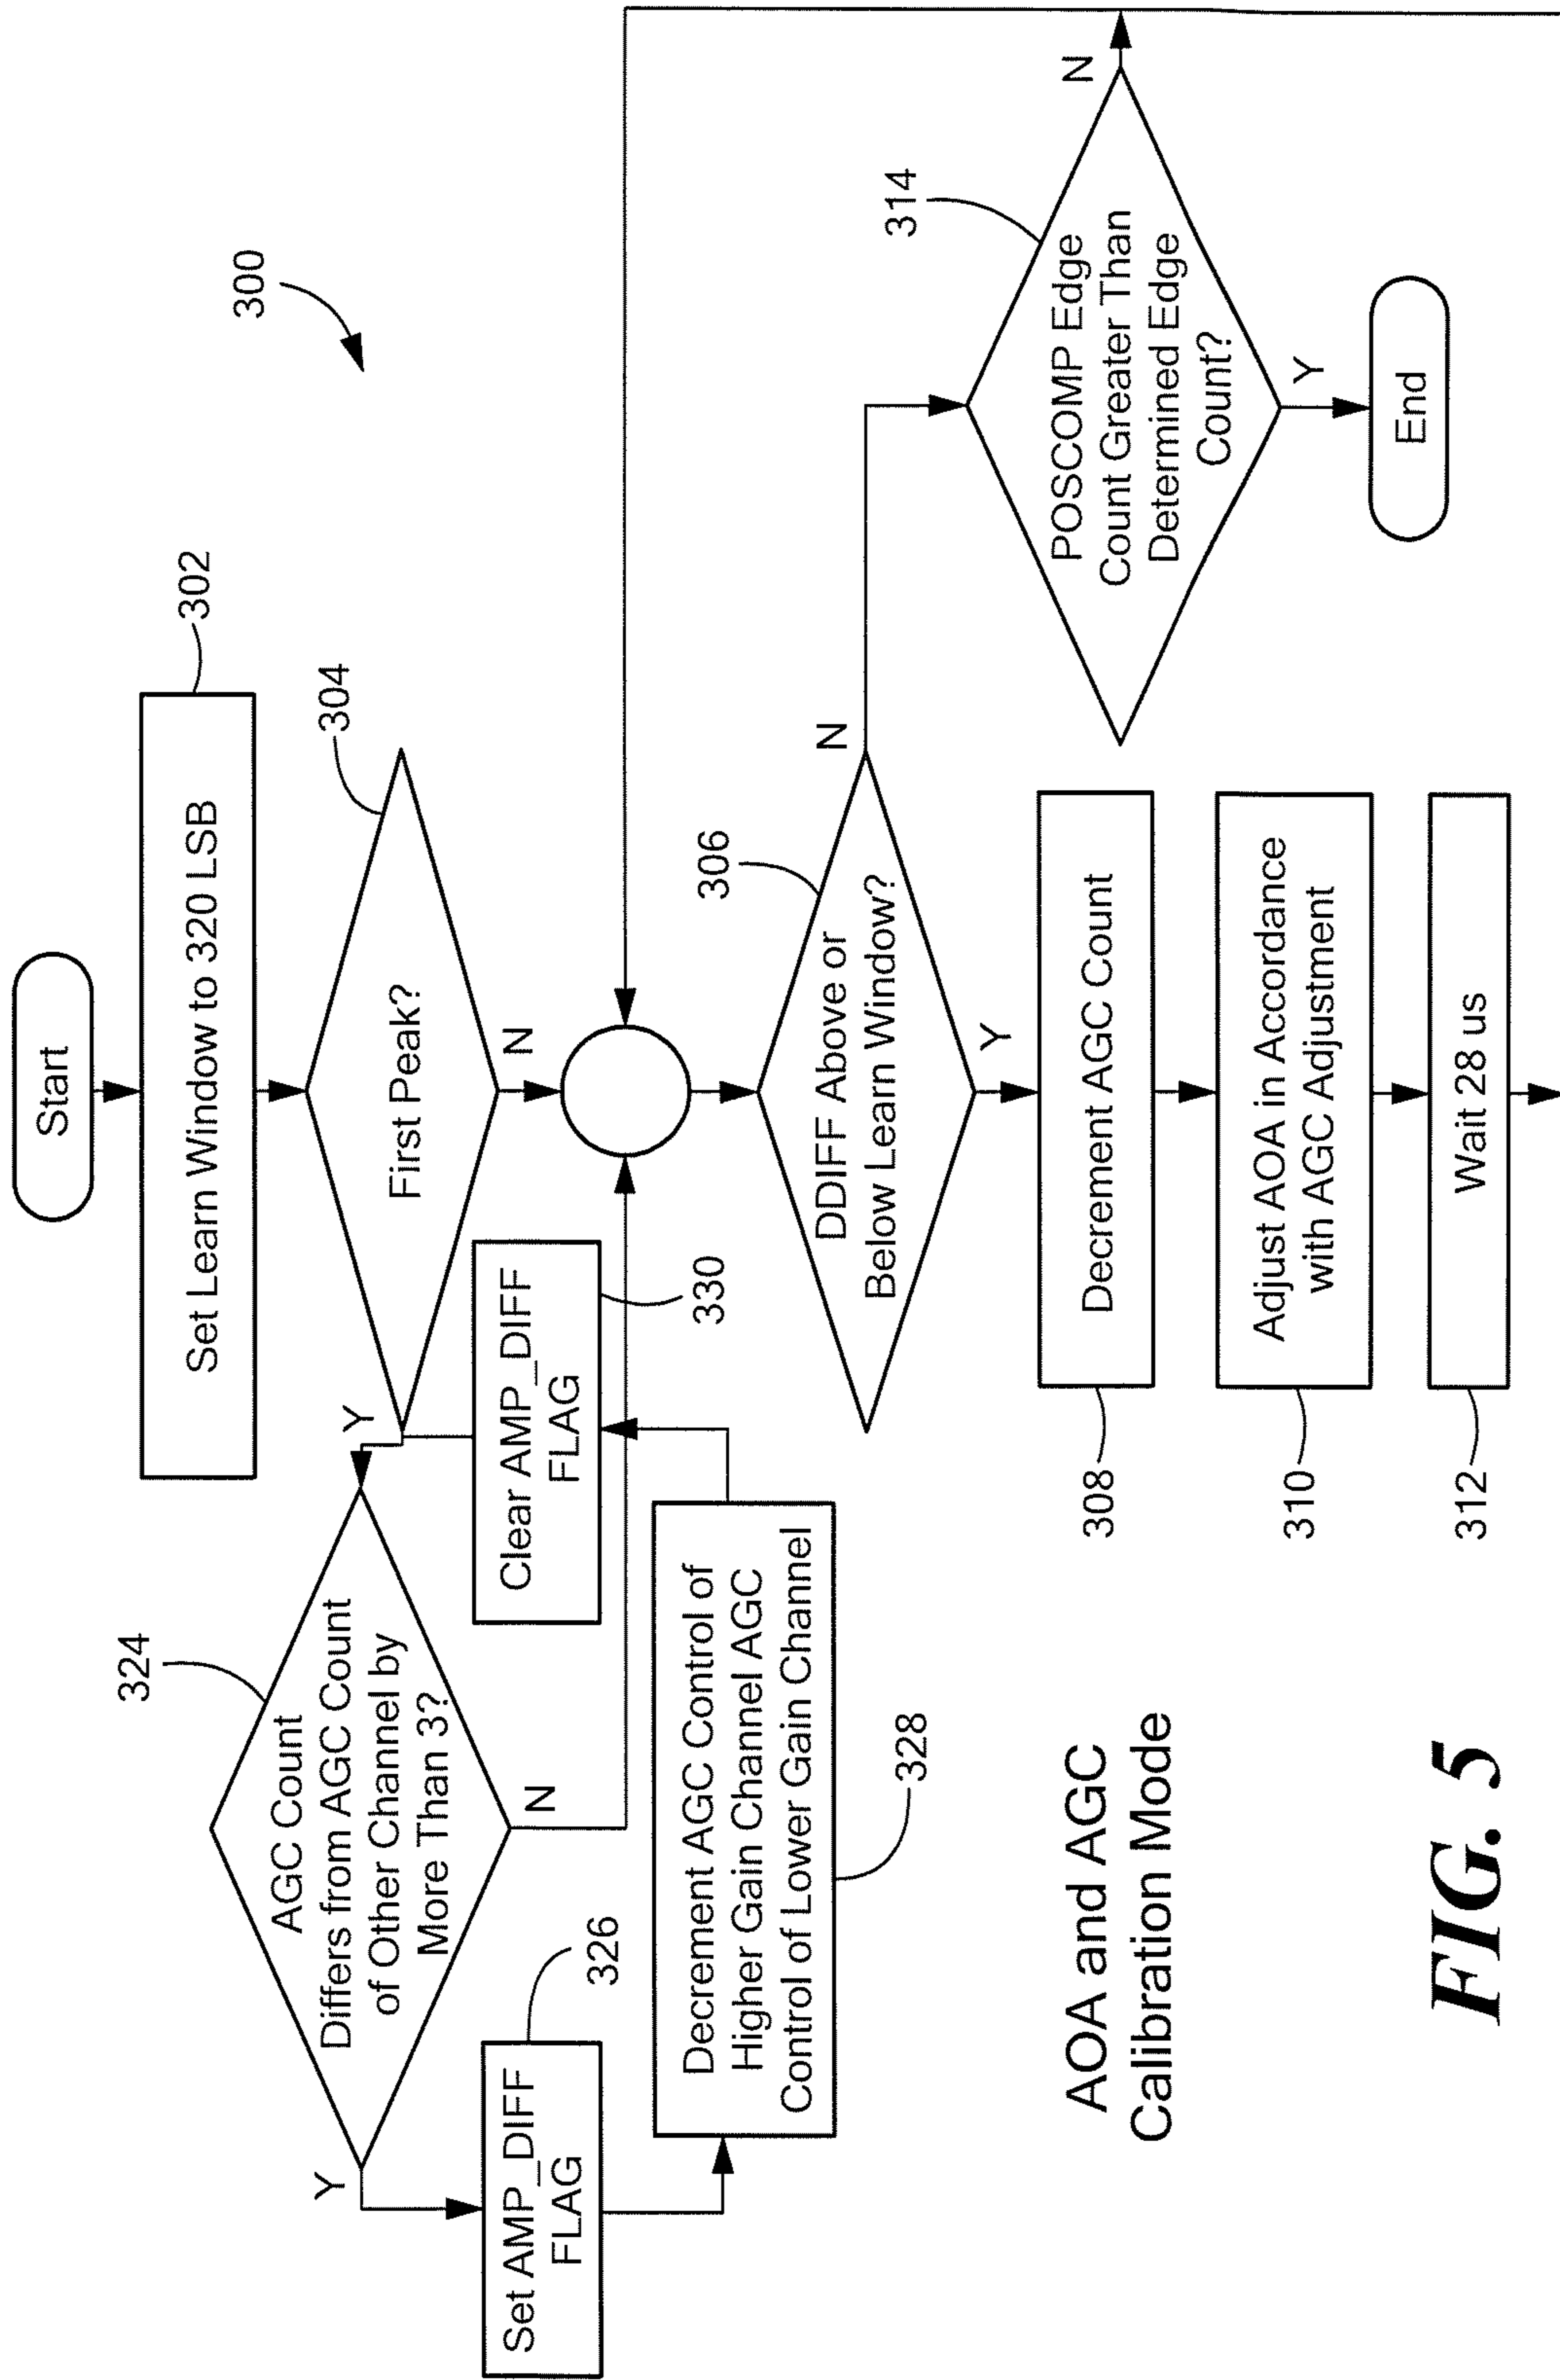 300
Start
Set Learn Window to 320 LSB
302
First Peak?
304
Y
N
AGC Count
Differs from AGC Count
of Other Channel by
More Than 3?
324
Y
N
Set AMP_DIFF
FLAG
326
Decrement AGC Control of
Higher Gain Channel AGC
Control of Lower Gain Channel
328
Clear AMP_DIFF
FLAG
330
DDIFF Above or
Below Learn Window?
306
N
Y
Decrement AGC Count
308
Adjust AOA in Accordance
with AGC Adjustment
310
Wait 28 us
312
POSCOMP Edge
Count Greater Than
Determined Edge
Count?
314
N
Y
End
AOA and AGC
Calibration Mode
FIG. 5